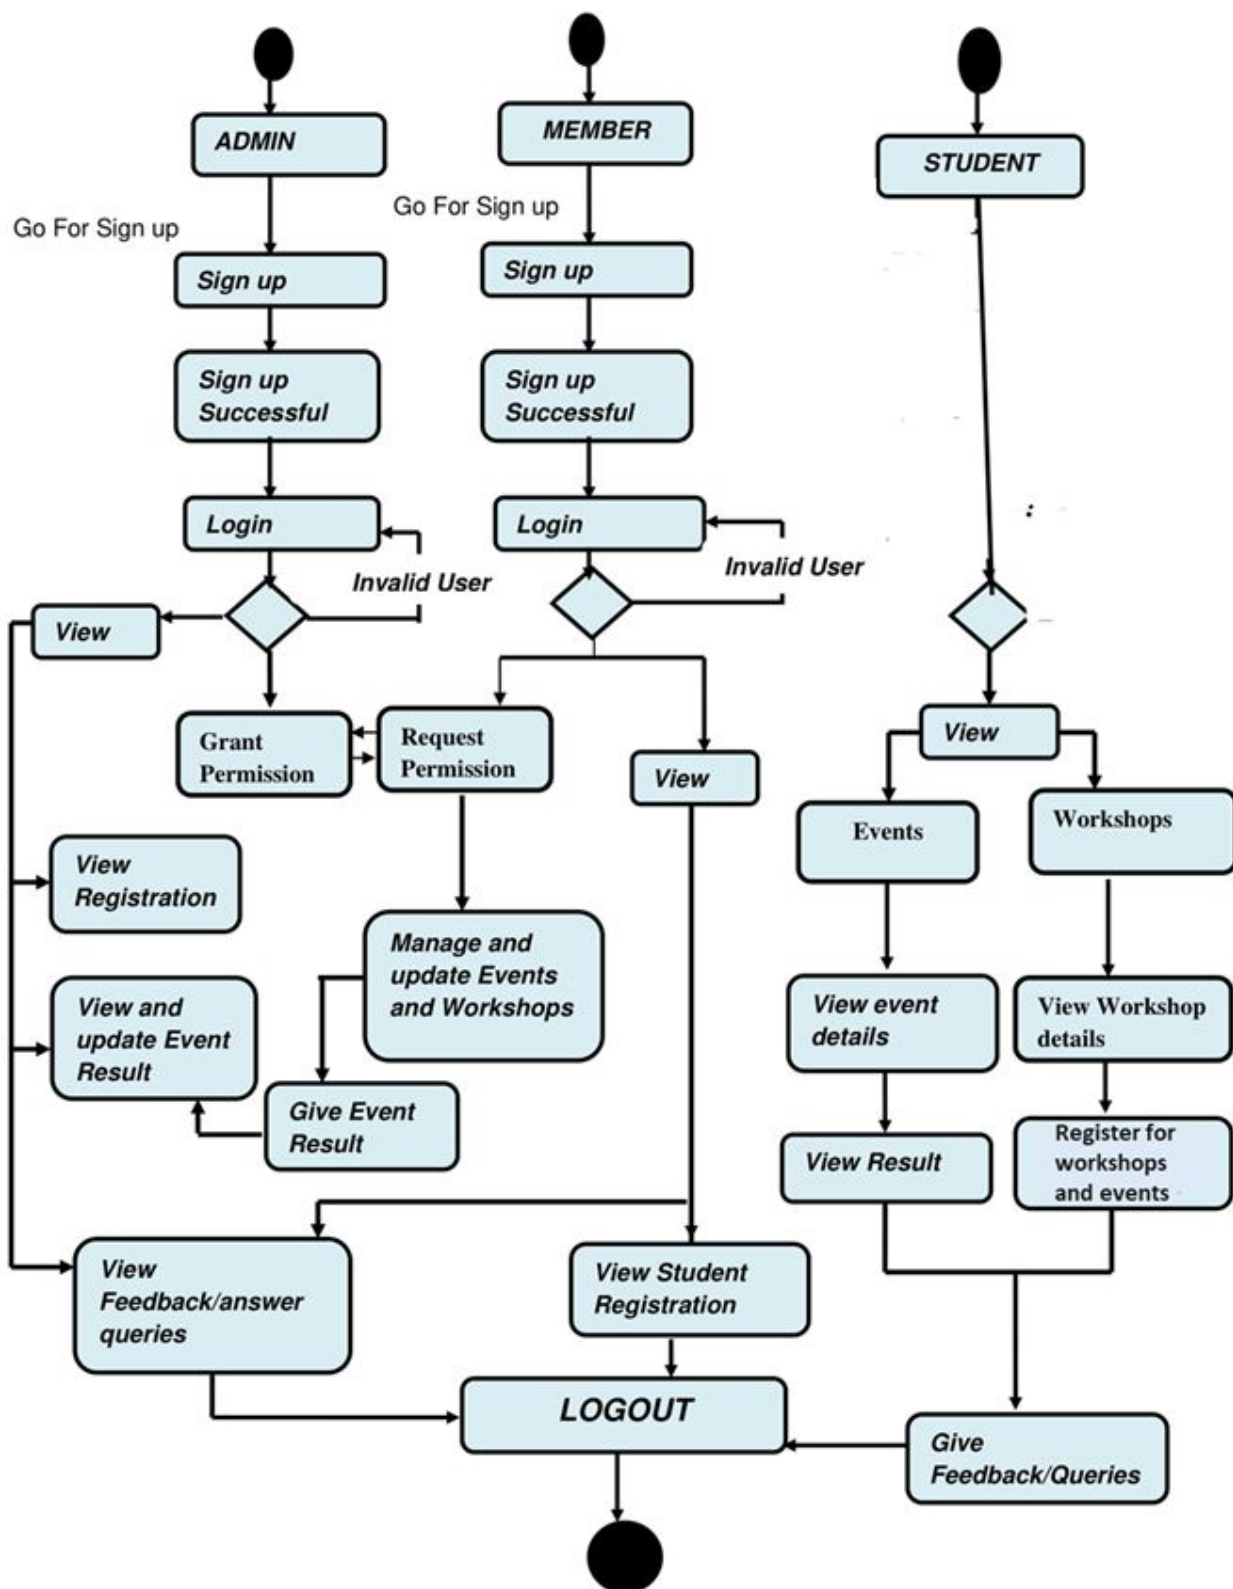 ADMIN
MEMBER
STUDENT
Go For Sign up
Go For Sign up
Sign up
Sign up
Sign up
Successful
Sign up
Successful
Login
Login
Invalid User
Invalid User
View
Grant
Permission
Request
Permission
View
View
Events
Workshops
View
Registration
Manage and
update Events
and Workshops
View and
update Event
Result
Give Event
Result
View event
details
View Workshop
details
View Result
Register for
workshops
and events
View
Feedback/answer
queries
View Student
Registration
LOGOUT
Give
Feedback/Queries